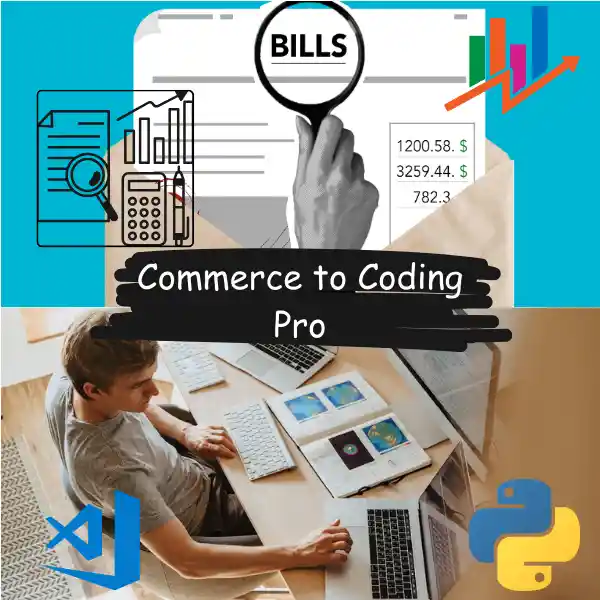 BILLS
1200.58. $
3259.44. $
782.3
Commerce to Coding
Pro